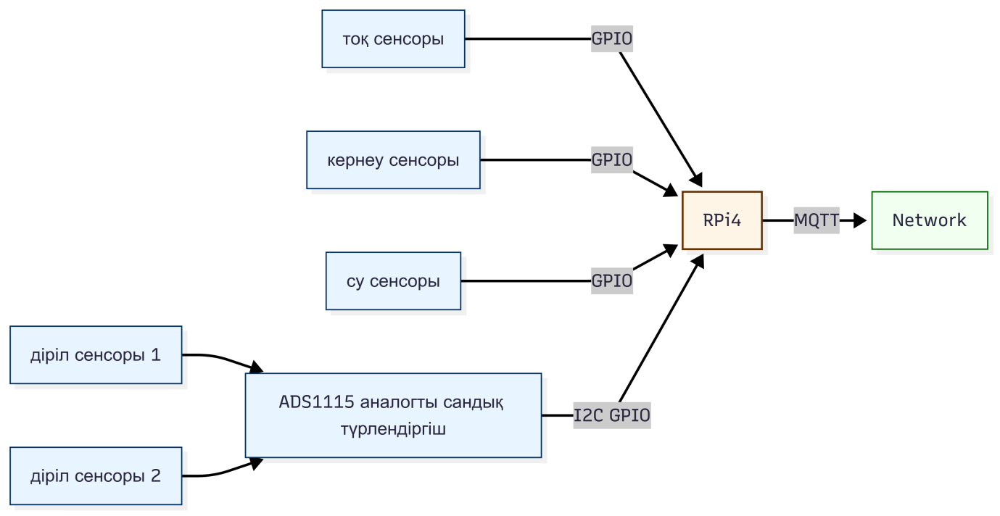 ток сенсоры
GPIO
кернеу сенсоры
GPIO
RPi4
MQTT
Network
су сенсоры
GPIO
діріл сенсоры 1
ADS1115 аналогты сандық
түрлендіргіш
I2C GPIO
діріл сенсоры 2